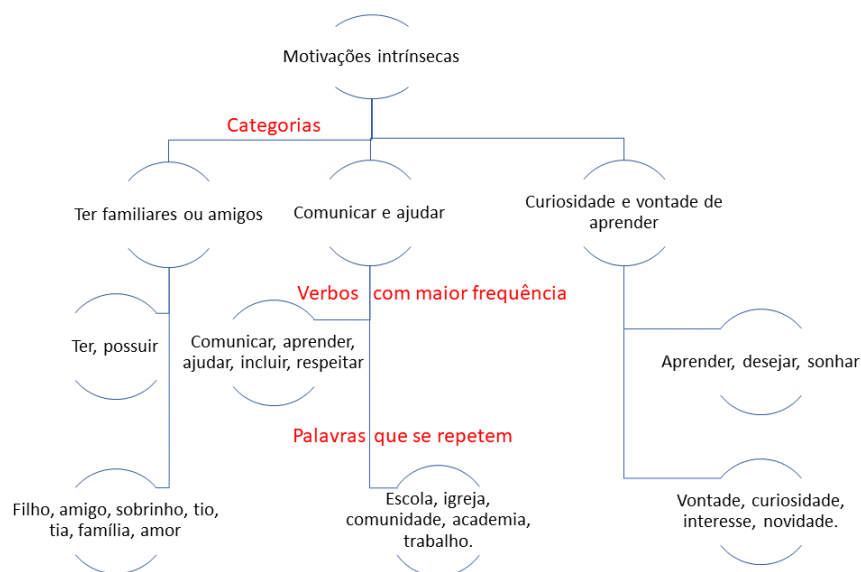 Motivações intrínsecas
Categorias
Ter familiares ou amigos
Comunicar e ajudar
Curiosidade e vontade de
aprender
Verbos com maior frequência
Ter, possuir
Comunicar, aprender,
ajudar, incluir, respeitar
Aprender, desejar, sonhar
Palavras que se repetem
Filho, amigo, sobrinho, tio,
tia, família, amor
Escola, igreja,
comunidade, academia,
trabalho.
Vontade, curiosidade,
interesse, novidade.